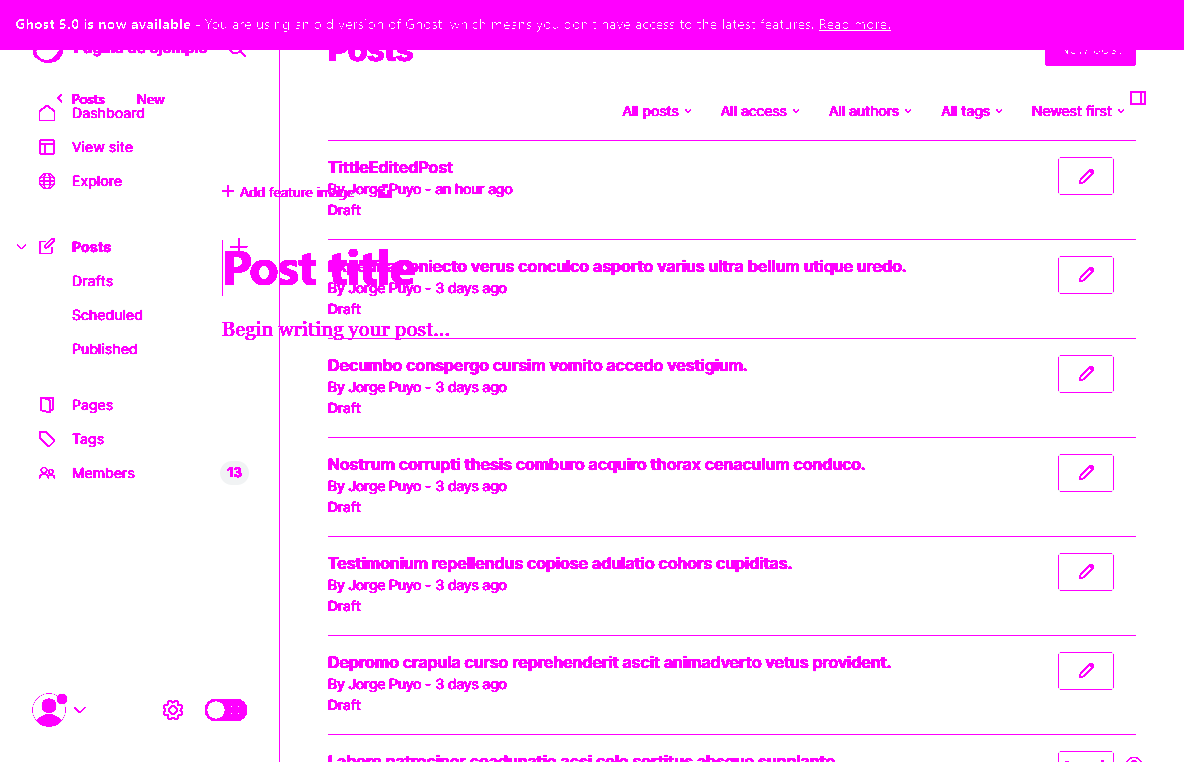 Ghost 5.0 is now available - You are using an old version of Ghost, which means you don't have access to the latest features. Read more.
Página de ejemplo
Posts
New post
Posts New
Dashboard
View site
Explore
All posts All access All authors All tags Newest first
Posts
Drafts
Scheduled
Published
Pages
Tags
Members 13
Add feature image
Post title
Begin writing your post...
TittleEditedPost
By Jorge Puyo - an hour ago
Draft
verus conculco asporto varius ultra bellum utique uredo.
By Jorge Puyo - 3 days ago
Draft
Decumbo conspergo cursim vomito accedo vestigium.
By Jorge Puyo - 3 days ago
Draft
Nostrum corrupti thesis comburo acquiro thorax cenaculum conduco.
By Jorge Puyo - 3 days ago
Draft
Testimonium repellendus copiose adulatio cohors cupiditas.
By Jorge Puyo - 3 days ago
Draft
Depromo crapula curso reprehenderit ascit animadverto vetus provident.
By Jorge Puyo - 3 days ago
Draft